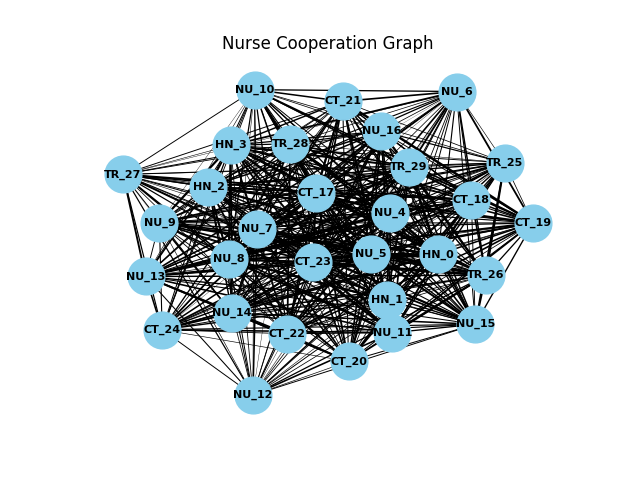 Nurse Cooperation Graph
NU_10
NU_6
CT_21
NU_16
HN_3
TR_28
TR_29
TR_25
TR_27
HN_2
CT_17
CT_18
NU_4
NU_9
CT_19
NU_7
NU_5
HN_0
NU_8
CT_23
NU_13
TR_26
HN_1
NU_14
NU_15
CT_24
CT_22
NU_11
CT_20
NU_12